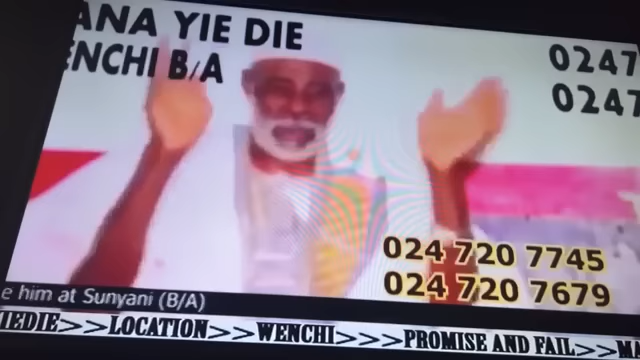 ANA YIE DIE
ENCHI B/A
0247
0247
024 720 7745
024 720 7679
e him at Sunyani (B/A)
IEDIE>>>LOCATION>>>WENCHI>>>>PROMISE AND FAIL>>>MA